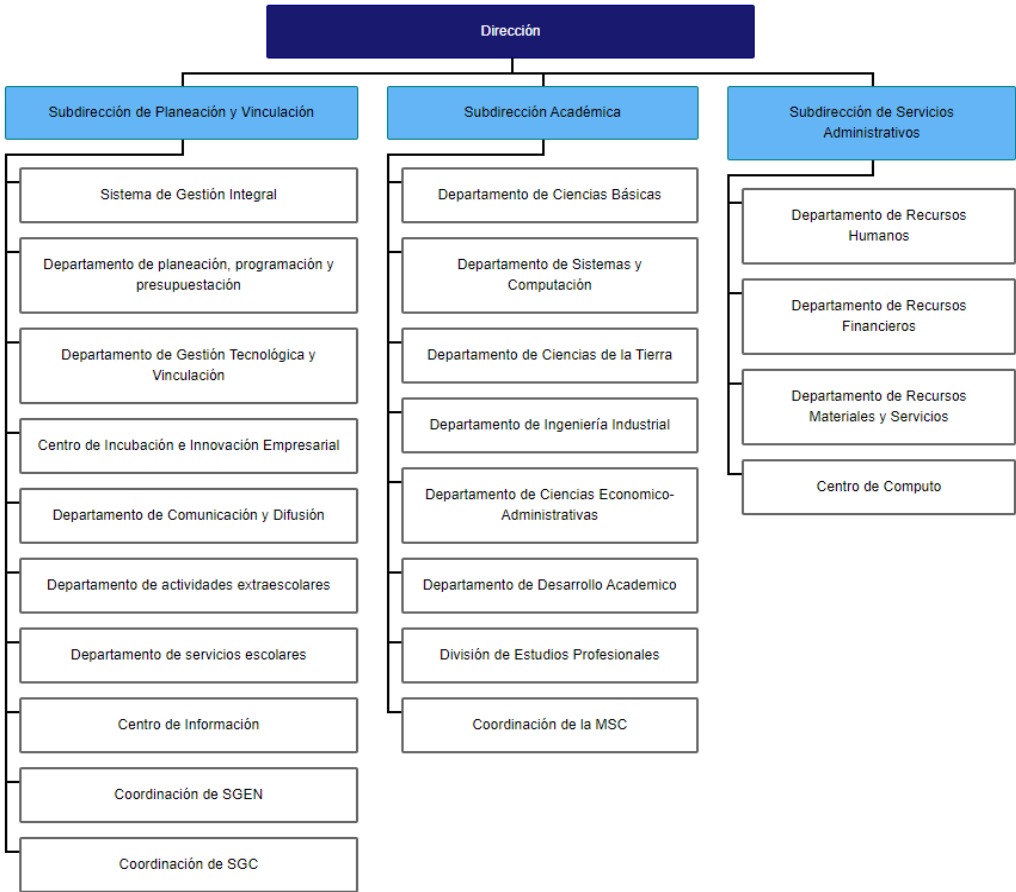 Dirección
Subdirección de Planeación y Vinculación
Sistema de Gestión Integral
Departamento de planeación, programación y
presupuestación
Departamento de Gestión Tecnológica y
Vinculación
Centro de Incubación e Innovación Empresarial
Departamento de Comunicación y Difusión
Departamento de actividades extraescolares
Departamento de servicios escolares
Centro de Información
Coordinación de SGEN
Coordinación de SGC
Subdirección Académica
Departamento de Ciencias Básicas
Departamento de Sistemas y
Computación
Departamento de Ciencias de la Tierra
Departamento de Ingeniería Industrial
Departamento de Ciencias Economico-
Administrativas
Departamento de Desarrollo Academico
División de Estudios Profesionales
Coordinación de la MSC
Subdirección de Servicios
Administrativos
Departamento de Recursos
Humanos
Departamento de Recursos
Financieros
Departamento de Recursos
Materiales y Servicios
Centro de Computo